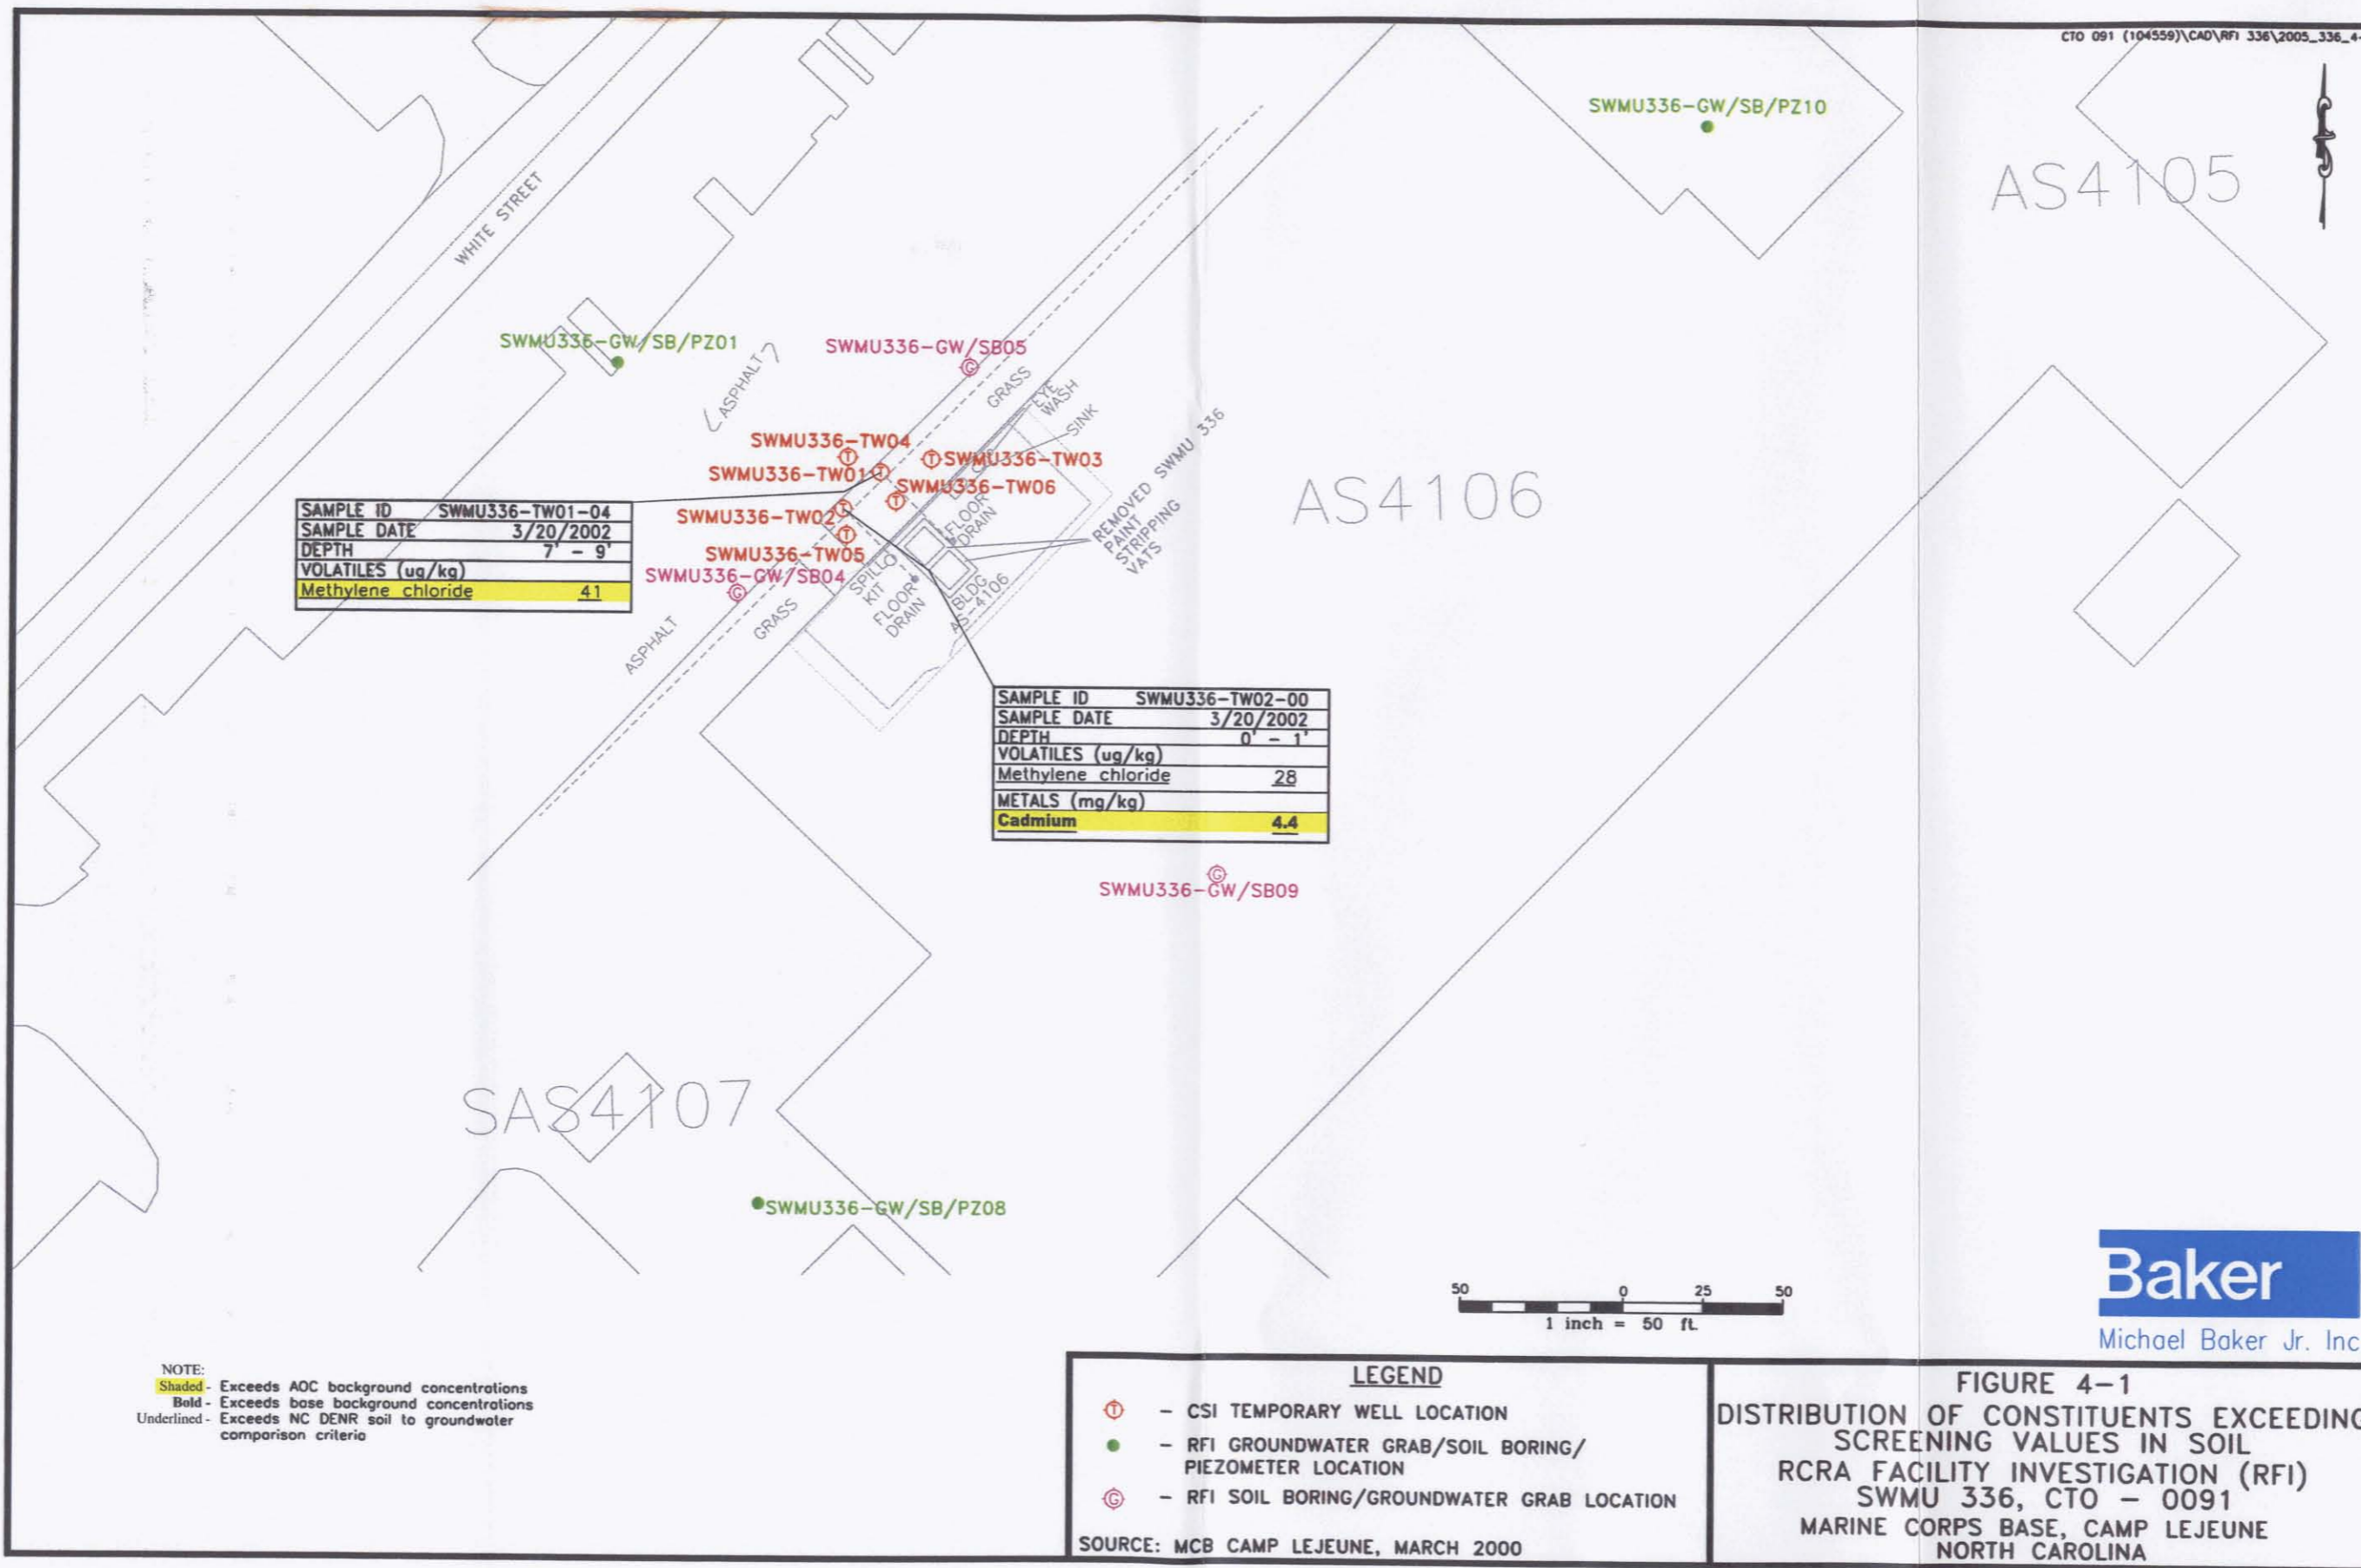 CTO 091 (104559)\CAD\RFI 336\2005_336_4-
SWMU336-GW/SB/PZ10
AS4105
WHITE STREET
SWMU336-GW/SB/PZ01
ASPHALT
SWMU336-GW/SB05
GRASS
EYE
WASH
SINK
SWMU336-TW04
SWMU336-TW03
SWMU336-TW01
SWMU336-TW06
SWMU336-TW02
SWMU336-TW05
SWMU336-GW/SB04
FLOOR
DRAIN
REMOVED SWMU 336
PAINT
STRIPPING
VATS
AS4106
SPILL
KIT
FLOOR
DRAIN
BLDG
AS-4106
GRASS
ASPHALT
SAMPLE ID SWMU336-TW01-04
SAMPLE DATE 3/20/2002
DEPTH 7' - 9'
VOLATILES (ug/kg)
Methylene chloride 41
SAMPLE ID SWMU336-TW02-00
SAMPLE DATE 3/20/2002
DEPTH 0' - 1'
VOLATILES (ug/kg)
Methylene chloride 28
METALS (mg/kg)
Cadmium 4.4
SWMU336-GW/SB09
SAS4107
SWMU336-GW/SB/PZ08
50 0 25 50
1 inch = 50 ft.
Baker
Michael Baker Jr. Inc
NOTE:
Shaded - Exceeds AOC background concentrations
Bold - Exceeds base background concentrations
Underlined - Exceeds NC DENR soil to groundwater
comparison criteria
LEGEND
T - CSI TEMPORARY WELL LOCATION
- RFI GROUNDWATER GRAB/SOIL BORING/
PIEZOMETER LOCATION
G - RFI SOIL BORING/GROUNDWATER GRAB LOCATION
SOURCE: MCB CAMP LEJEUNE, MARCH 2000
FIGURE 4-1
DISTRIBUTION OF CONSTITUENTS EXCEEDING
SCREENING VALUES IN SOIL
RCRA FACILITY INVESTIGATION (RFI)
SWMU 336, CTO - 0091
MARINE CORPS BASE, CAMP LEJEUNE
NORTH CAROLINA